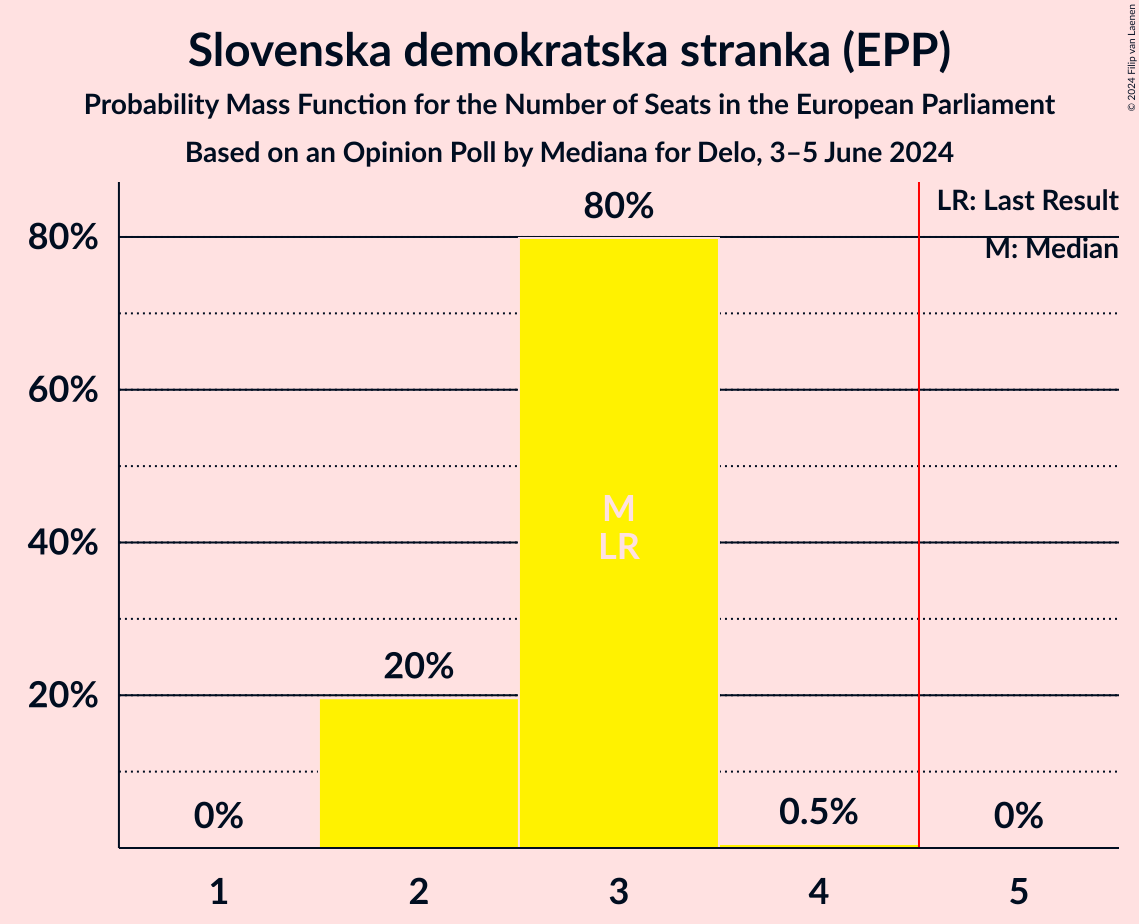 Slovenska demokratska stranka (EPP)
Probability Mass Function for the Number of Seats in the European Parliament
Based on an Opinion Poll by Mediana for Delo, 3–5 June 2024
© 2024 Filip van Laenen
LR: Last Result
M: Median
80%
60%
40%
20%
0%
20%
80%
M
LR
0.5%
0%
1
2
3
4
5